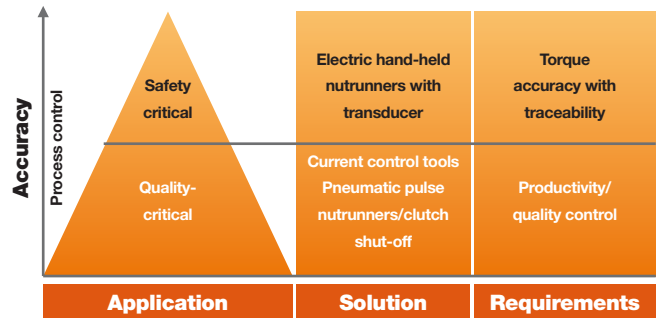 Accuracy
Process control
Safety
critical
Quality-
critical
Electric hand-held
nutrunners with
transducer
Current control tools
Pneumatic pulse
nutrunners/clutch
shut-off
Torque
accuracy with
traceability
Productivity/
quality control
Application
Solution
Requirements